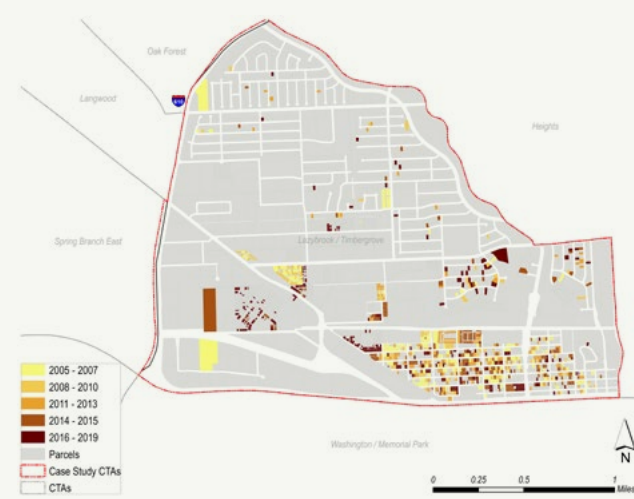 Oak Forest
Langwood
610
Heights
Spring Branch East
Lazybrook / Timbergrove
2005 - 2007
2008 - 2010
2011 - 2013
2014 - 2015
2016 - 2019
Parcels
Case Study CTAs
CTAs
Washington / Memorial Park
N
0 0.25 0.5 1
Miles